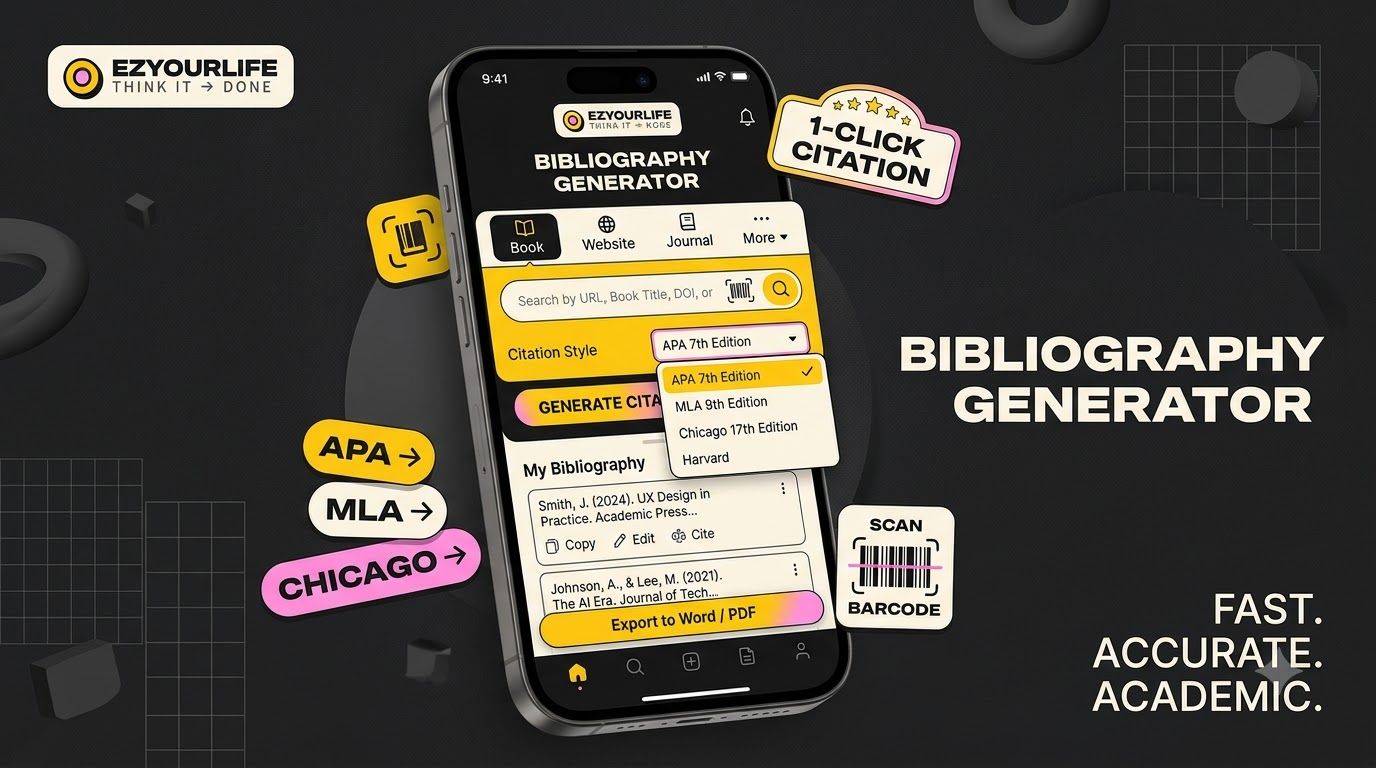 EZYOURLIFE
THINK IT → DONE
9:41
EZYOURLIFE
THINA IT → KGBS
BIBLIOGRAPHY
GENERATOR
1-CLICK
CITATION
Book
Website
Journal
More
Search by URL, Book Title, DOI, or
Citation Style
APA 7th Edition
APA 7th Edition
MLA 9th Edition
Chicago 17th Edition
Harvard
GENERATE CITA
My Bibliography
Smith, J. (2024). UX Design in
Practice. Academic Press...
Copy
Edit
Cite
Johnson, A., & Lee, M. (2021).
The AI Era. Journal of Tech...
Export to Word / PDF
APA →
MLA →
CHICAGO →
SCAN
BARCODE
BIBLIOGRAPHY
GENERATOR
FAST.
ACCURATE.
ACADEMIC.